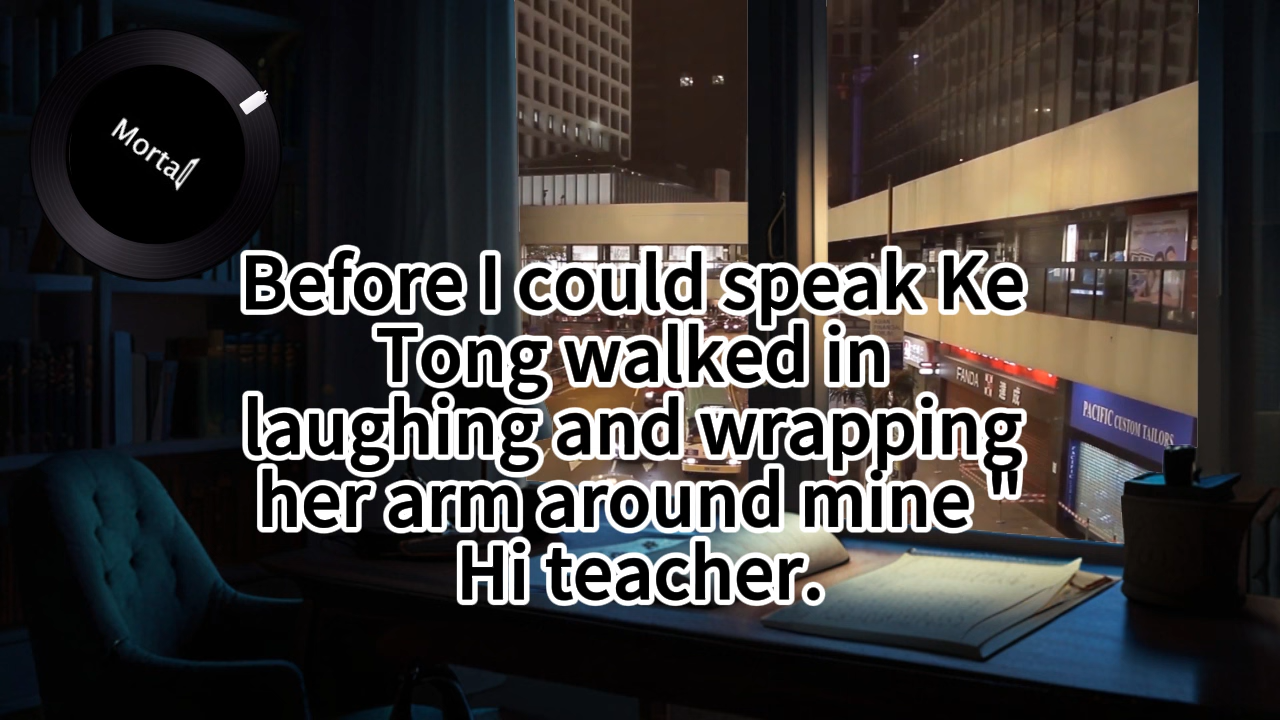 Mortal
Before I could speak Ke
Tong walked in
laughing and wrapping
her arm around mine "
Hi teacher.
FANDA
PACIFIC CUSTOM TAILORS